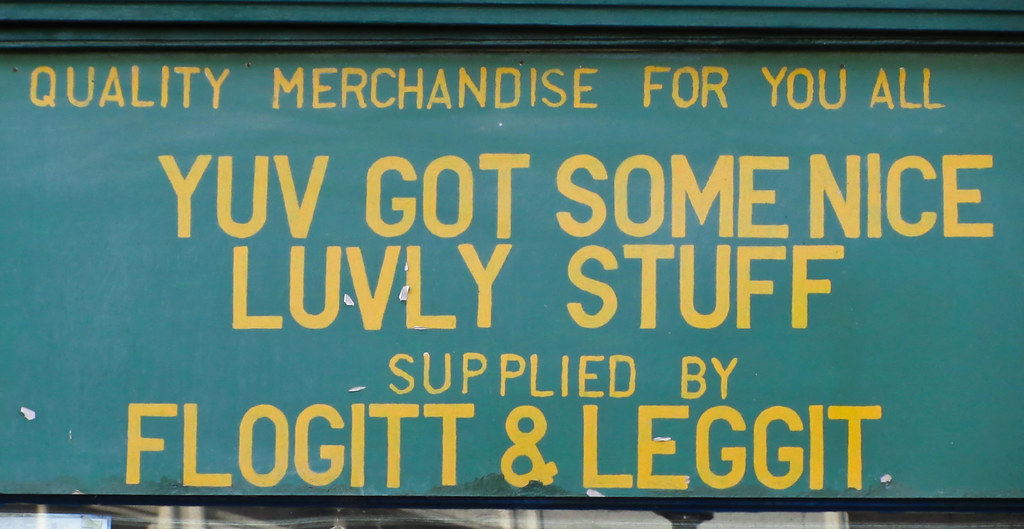 QUALITY MERCHANDISE FOR YOU ALL
YUV GOT SOME NICE
LUVLY STUFF
SUPPLIED BY
FLOGITT & LEGGIT